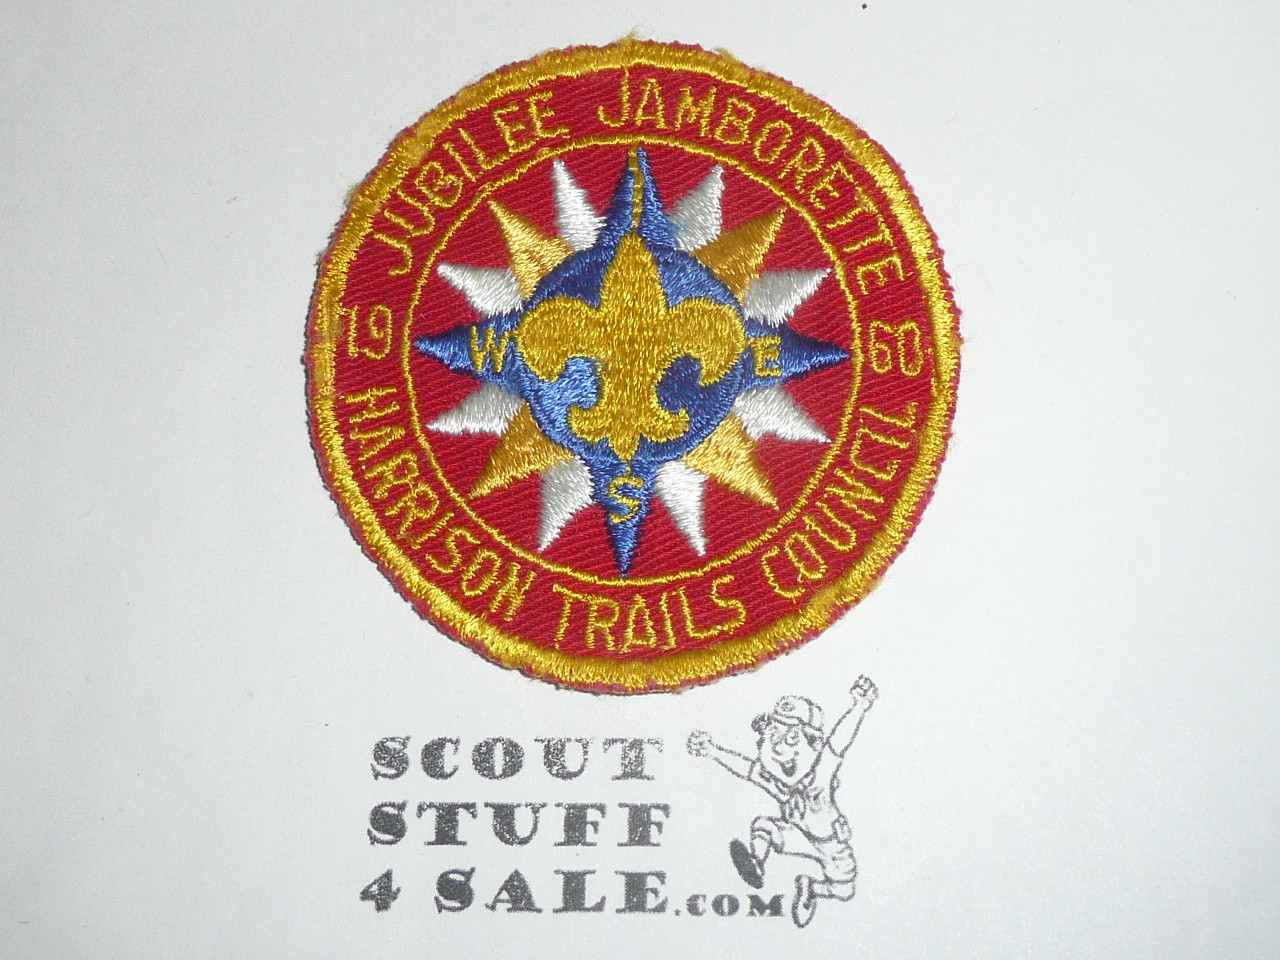 JUBILEE JAMBORETTE
19 60
W E
S
HARRISON TRAILS COUNCIL
SCOUT
STUFF
4 SALE.COM